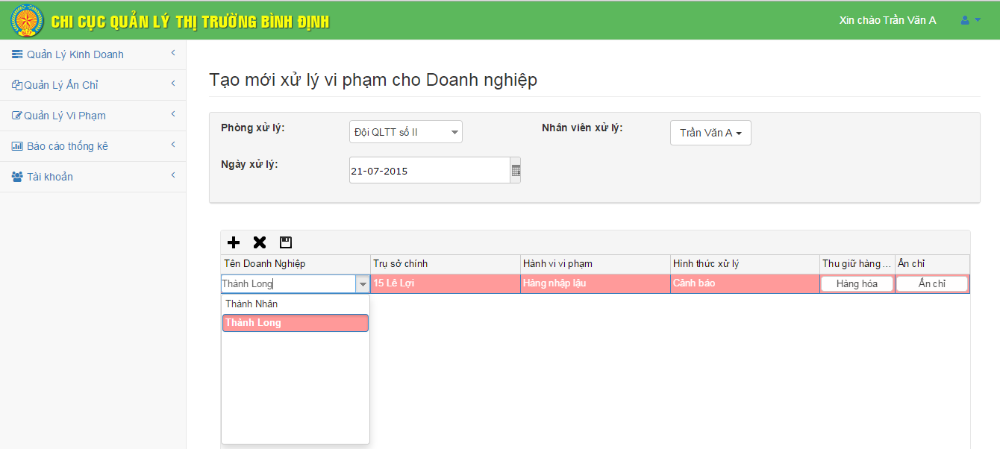 CHI CỤC QUẢN LÝ THỊ TRƯỜNG BÌNH ĐỊNH
Xin chào Trần Văn A
QLTT
Quản Lý Kinh Doanh
Quản Lý Ấn Chỉ
Quản Lý Vi Phạm
Báo cáo thống kê
Tài khoản
Tạo mới xử lý vi phạm cho Doanh nghiệp
Phòng xử lý: Đội QLTT số II Nhân viên xử lý: Trần Văn A
Ngày xử lý: 21-07-2015
Tên Doanh Nghiệp Trụ sở chính Hành vi vi phạm Hình thức xử lý Thu giữ hàng ... Ấn chỉ
Thành Long 15 Lê Lợi Hàng nhập lậu Cảnh báo Hàng hóa Ấn chỉ
Thành Nhân
Thành Long